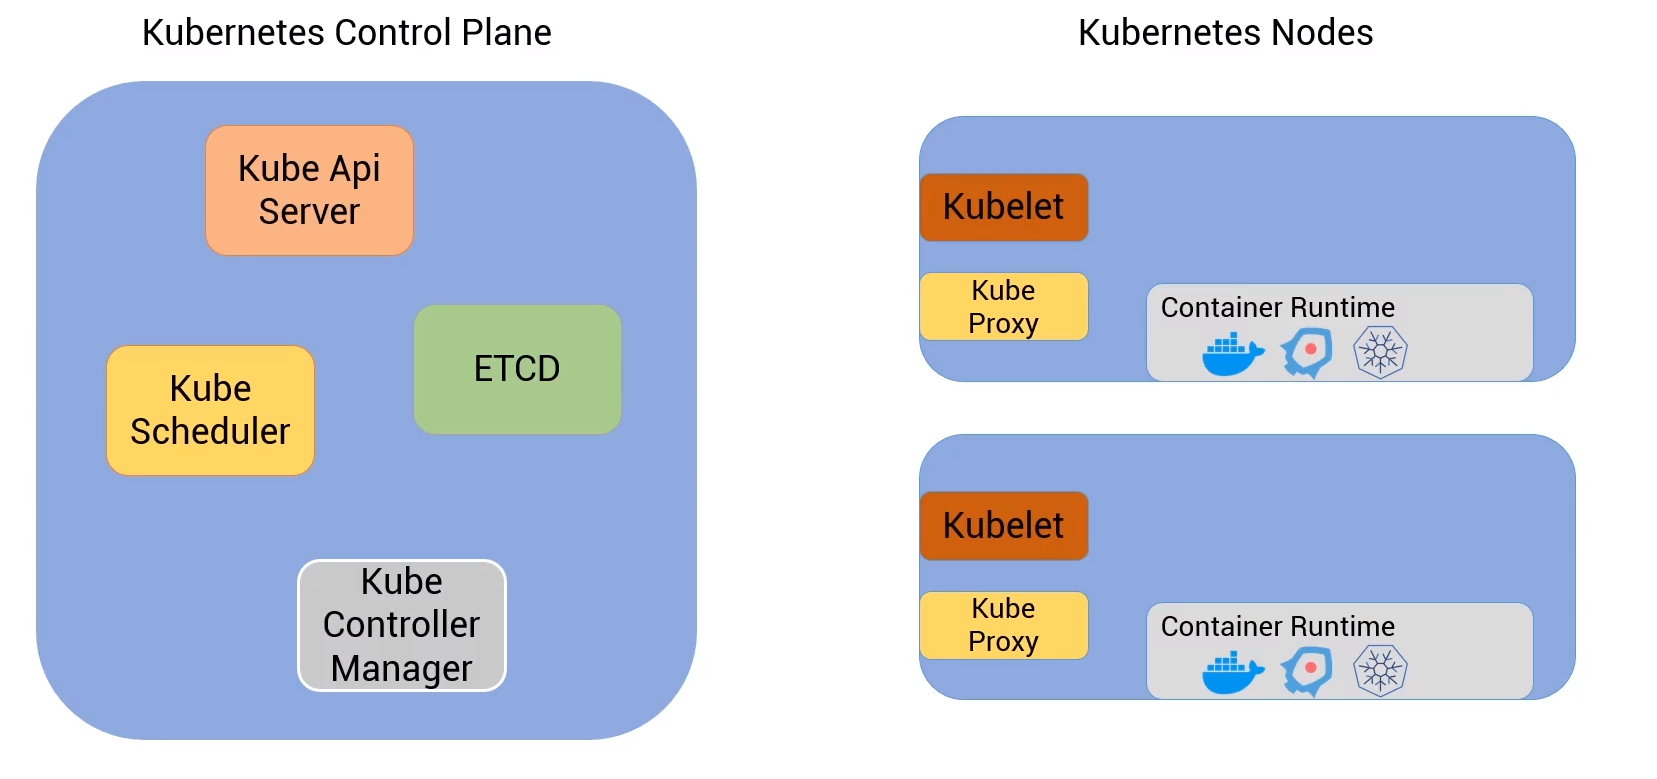 Kubernetes Control Plane
Kube Api
Server
ETCD
Kube
Scheduler
Kube
Controller
Manager
Kubernetes Nodes
Kubelet
Kube
Proxy
Container Runtime
Kubelet
Kube
Proxy
Container Runtime